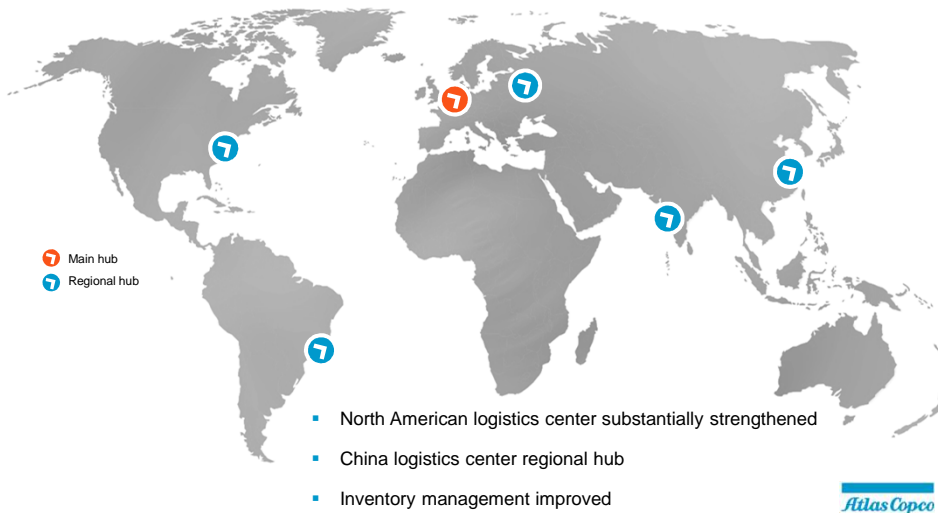 Main hub
Regional hub
▪ North American logistics center substantially strengthened
▪ China logistics center regional hub
▪ Inventory management improved
Atlas Copco